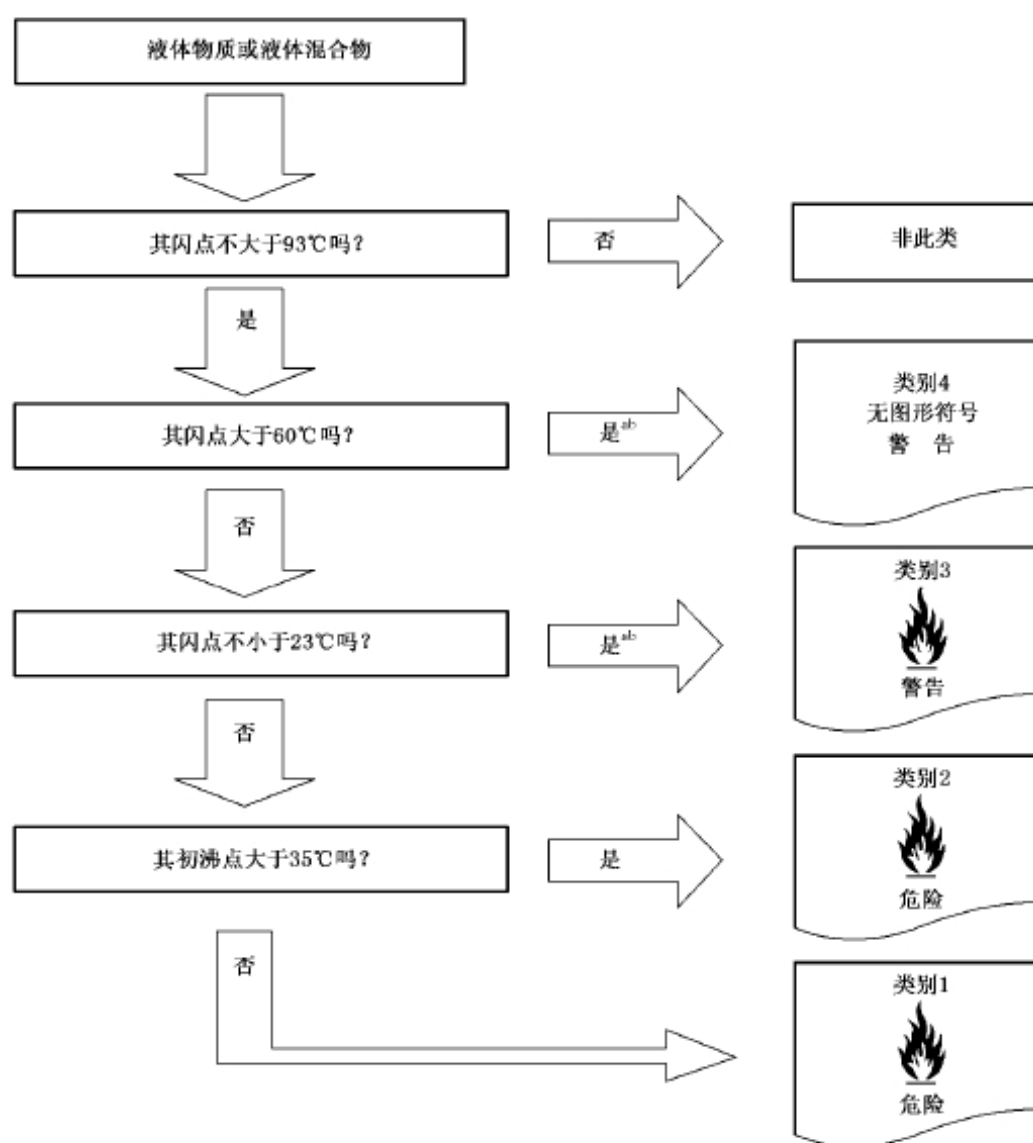 液体物质或液体混合物
其闪点不大于93℃吗?
否
非此类
是
其闪点大于60℃吗?
是ab
类别4
无图形符号
警 告
否
其闪点不小于23℃吗?
是ab
类别3
警告
否
其初沸点大于35℃吗?
是
类别2
危险
否
类别1
危险